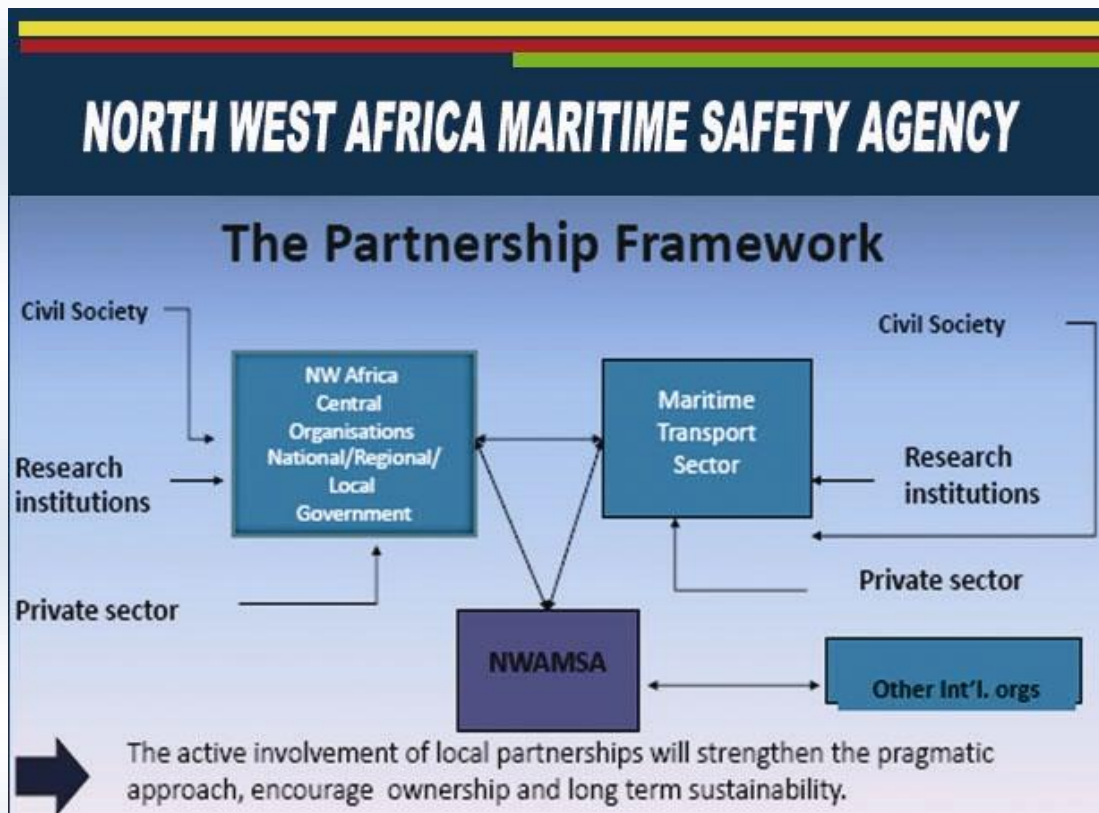 NORTH WEST AFRICA MARITIME SAFETY AGENCY
The Partnership Framework
Civil Society
NW Africa
Central
Organisations
National/Regional/
Local
Government
Research
institutions
Private sector
Maritime
Transport
Sector
Civil Society
Research
institutions
Private sector
NWAMSA
Other Int'l. orgs
The active involvement of local partnerships will strengthen the pragmatic
approach, encourage ownership and long term sustainability.